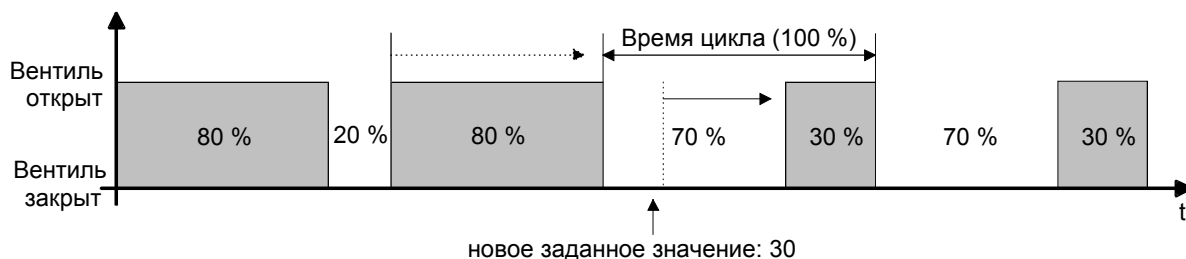 Время цикла (100 %)
Вентиль
открыт
80 %
20 %
80 %
70 %
30 %
70 %
30 %
Вентиль
закрыт
t
новое заданное значение: 30